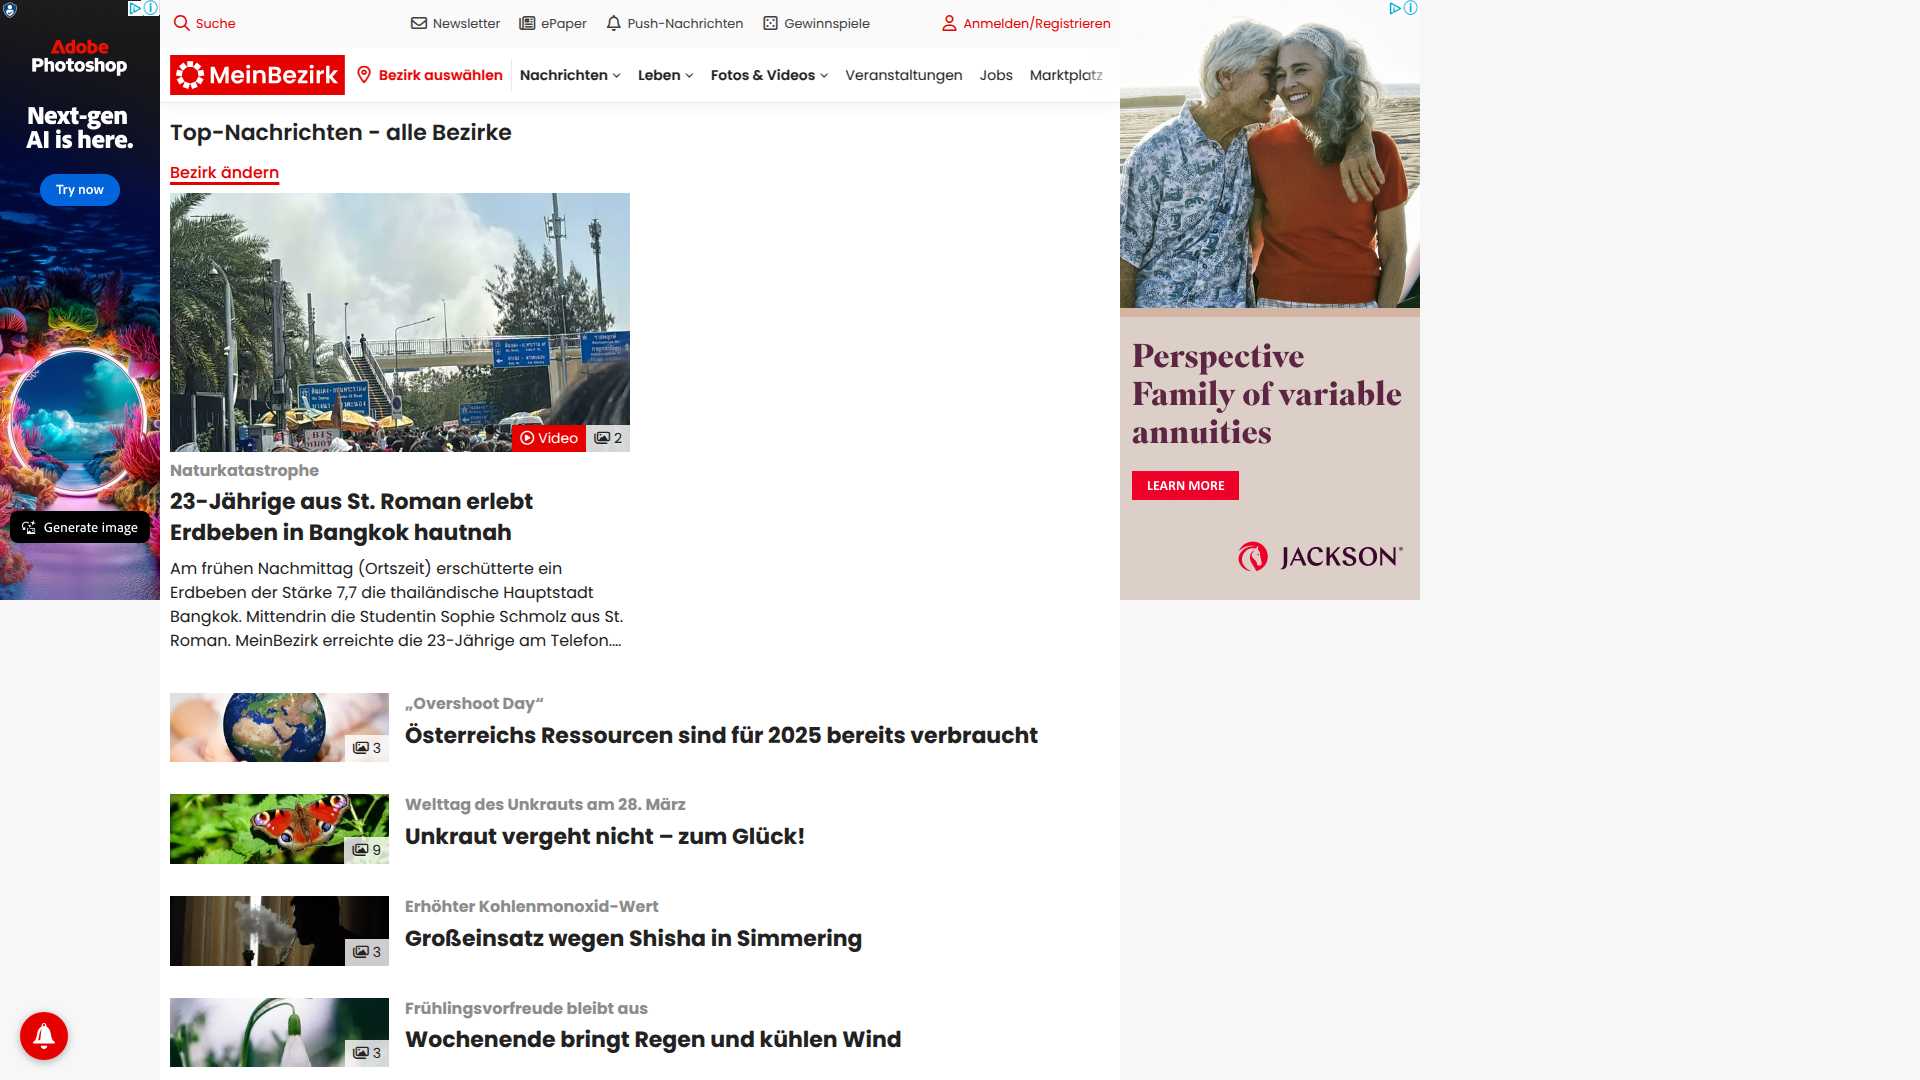 Adobe
Photoshop
Next-gen
AI is here.
Try now
Generate image
Suche
Newsletter
ePaper
Push-Nachrichten
Gewinnspiele
Anmelden/Registrieren
MeinBezirk
Bezirk auswählen
Nachrichten
Leben
Fotos & Videos
Veranstaltungen
Jobs
Marktplatz
Top-Nachrichten - alle Bezirke
Bezirk ändern
Video
2
Naturkatastrophe
23-Jährige aus St. Roman erlebt
Erdbeben in Bangkok hautnah
Am frühen Nachmittag (Ortszeit) erschütterte ein
Erdbeben der Stärke 7,7 die thailändische Hauptstadt
Bangkok. Mittendrin die Studentin Sophie Schmolz aus St.
Roman. MeinBezirk erreichte die 23-Jährige am Telefon....
3
„Overshoot Day“
Österreichs Ressourcen sind für 2025 bereits verbraucht
9
Welttag des Unkrauts am 28. März
Unkraut vergeht nicht – zum Glück!
3
Erhöhter Kohlenmonoxid-Wert
Großeinsatz wegen Shisha in Simmering
3
Frühlingsvorfreude bleibt aus
Wochenende bringt Regen und kühlen Wind
Perspective
Family of variable
annuities
LEARN MORE
JACKSON®